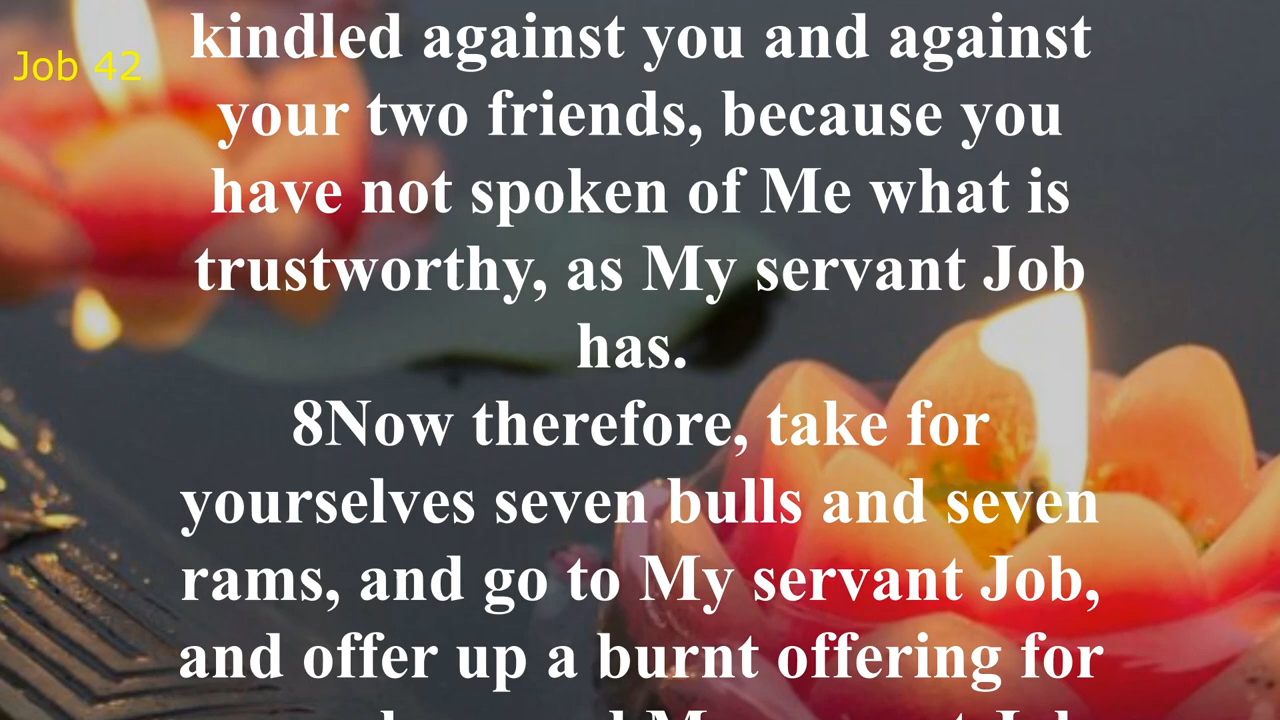 Job 42
kindled against you and against
your two friends, because you
have not spoken of Me what is
trustworthy, as My servant Job
has.
8Now therefore, take for
yourselves seven bulls and seven
rams, and go to My servant Job,
and offer up a burnt offering for